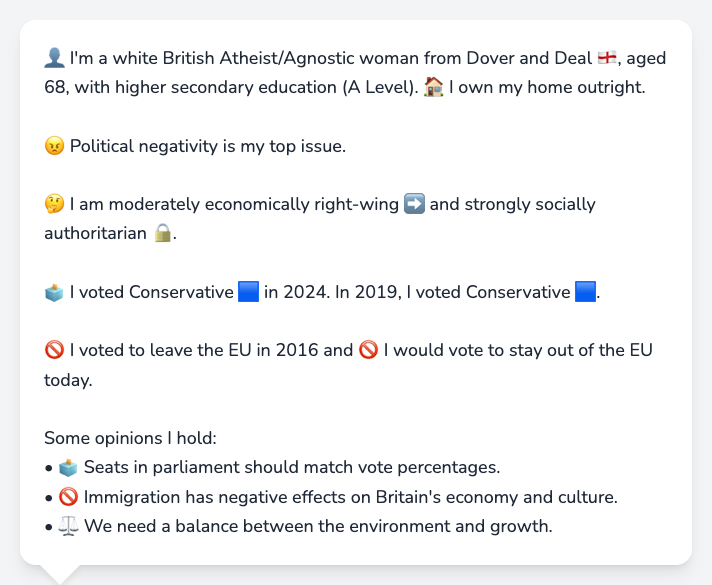 👤 I'm a white British Atheist/Agnostic woman from Dover and Deal 🏴󠁧󠁢󠁥󠁮󠁧󠁿, aged
68, with higher secondary education (A Level). 🏠 I own my home outright.
😠 Political negativity is my top issue.
🤔 I am moderately economically right-wing ➡️ and strongly socially
authoritarian 🔒.
🗳️ I voted Conservative 🟦 in 2024. In 2019, I voted Conservative 🟦.
🚫 I voted to leave the EU in 2016 and 🚫 I would vote to stay out of the EU
today.
Some opinions I hold:
• 🗳️ Seats in parliament should match vote percentages.
• 🚫 Immigration has negative effects on Britain's economy and culture.
• ⚖️ We need a balance between the environment and growth.